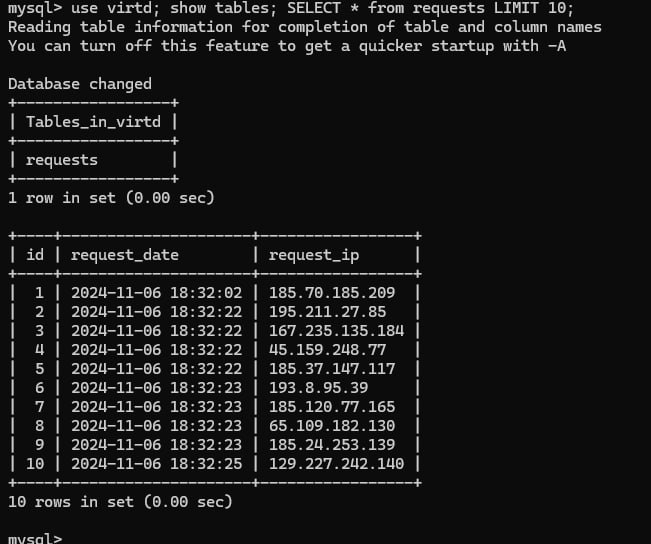 mysql> use virtd; show tables; SELECT * from requests LIMIT 10;
Reading table information for completion of table and column names
You can turn off this feature to get a quicker startup with -A

Database changed
+-----------------+
| Tables_in_virtd |
+-----------------+
| requests        |
+-----------------+
1 row in set (0.00 sec)

+----+---------------------+-----------------+
| id | request_date        | request_ip      |
+----+---------------------+-----------------+
|  1 | 2024-11-06 18:32:02 | 185.70.185.209  |
|  2 | 2024-11-06 18:32:22 | 195.211.27.85   |
|  3 | 2024-11-06 18:32:22 | 167.235.135.184 |
|  4 | 2024-11-06 18:32:22 | 45.159.248.77   |
|  5 | 2024-11-06 18:32:22 | 185.37.147.117  |
|  6 | 2024-11-06 18:32:23 | 193.8.95.39     |
|  7 | 2024-11-06 18:32:23 | 185.120.77.165  |
|  8 | 2024-11-06 18:32:23 | 65.109.182.130  |
|  9 | 2024-11-06 18:32:23 | 185.24.253.139  |
| 10 | 2024-11-06 18:32:25 | 129.227.242.140 |
+----+---------------------+-----------------+
10 rows in set (0.00 sec)

mysql>